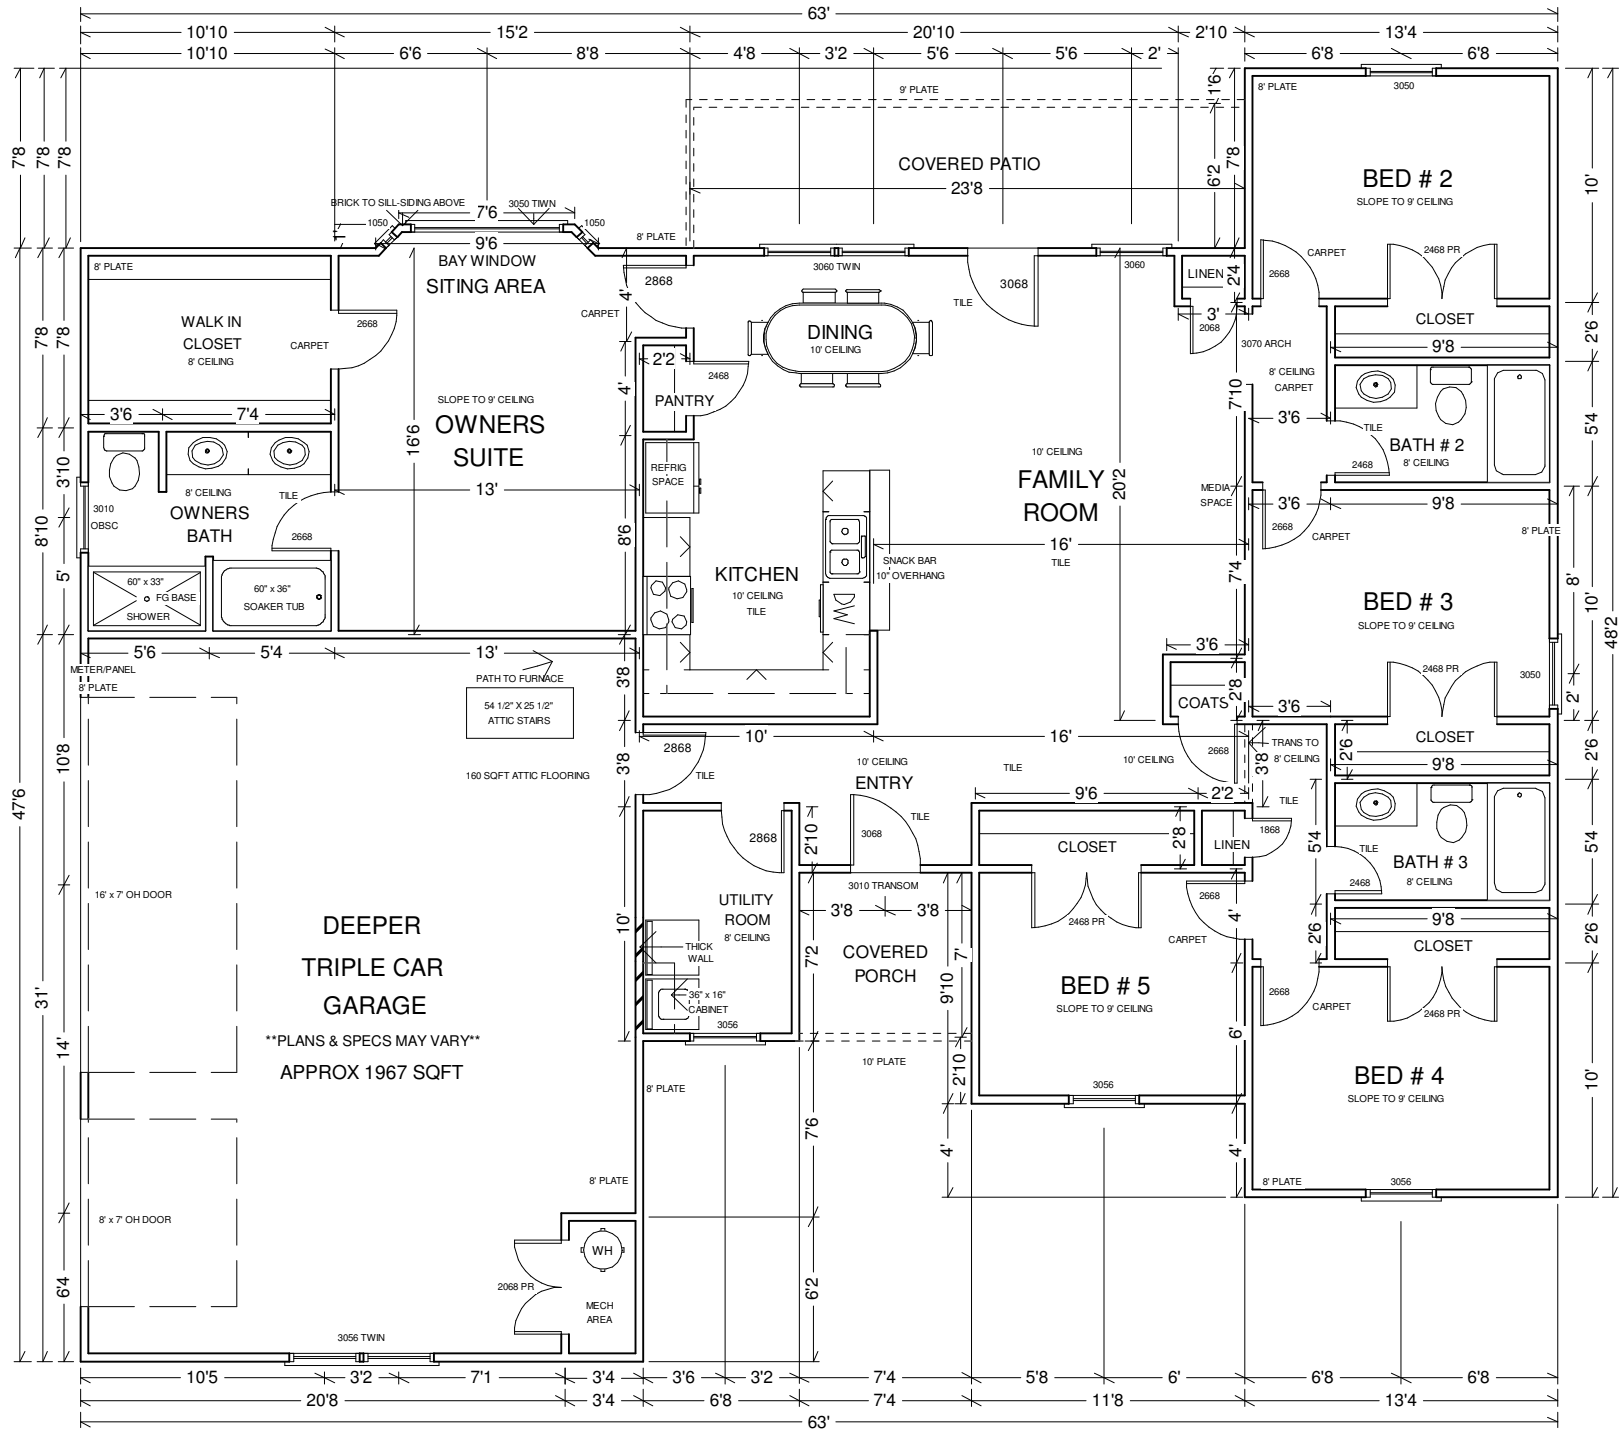 63'
10'10 15'2 20'10 2'10 13'4
10'10 6'6 8'8 4'8 3'2 5'6 5'6 2' 6'8 6'8
7'8 7'8 7'8
9' PLATE
1'6
8' PLATE
3050
COVERED PATIO
23'8
6'2
7'8
BED # 2
SLOPE TO 9' CEILING
10'
BRICK TO SILL-SIDING ABOVE
7'6
3050 TIWN
1050
1050
1'
9'6
8' PLATE
8' PLATE
BAY WINDOW
SITING AREA
CARPET
2868
4'
3060 TWIN
3068
TILE
3060
LINEN
24
3'
2068
2668
CARPET
2468 PR
WALK IN
CLOSET
8' CEILING
2668
CARPET
DINING
10' CEILING
3070 ARCH
CLOSET
9'8
2'6
7'8
7'8
3'6 7'4
2'2
2468
PANTRY
4'
8' CEILING
CARPET
7'10
3'6
TILE
BATH # 2
8' CEILING
2468
5'4
SLOPE TO 9' CEILING
OWNERS
SUITE
16'6
13'
REFRIG
SPACE
10' CEILING
FAMILY
ROOM
20'2
MEDIA
SPACE
3'6 9'8
2668
CARPET
8' PLATE
3'10
8'10
5'
3010
OBSC
8' CEILING
OWNERS
BATH
TILE
2668
60" x 33"
FG BASE
SHOWER
60" x 36"
SOAKER TUB
8'6
KITCHEN
10' CEILING
TILE
DW
SNACK BAR
10" OVERHANG
16'
TILE
7'4
BED # 3
SLOPE TO 9' CEILING
8'
10'
48'2
5'6 5'4 13'
METER/PANEL
8' PLATE
PATH TO FURNACE
54 1/2" X 25 1/2"
ATTIC STAIRS
3'8
3'6
2'8
COATS
3'6
2468 PR
3050
2'
10' 16'
2868
TILE
3'8
10' CEILING
ENTRY
TILE
10' CEILING
2668
3'8
TRANS TO
8' CEILING
2'6
CLOSET
9'8
2'6
160 SQFT ATTIC FLOORING
10'8
47'6
9'6 2'2
TILE
2868
2'10
3068
TILE
CLOSET
2'8
LINEN
1868
5'4
TILE
BATH # 3
8' CEILING
2468
5'4
16' x 7' OH DOOR
UTILITY
ROOM
8' CEILING
10'
3010 TRANSOM
3'8 3'8
2468 PR
2668
4'
CARPET
2'6
9'8
CLOSET
2'6
DEEPER
TRIPLE CAR
GARAGE
**PLANS & SPECS MAY VARY**
APPROX 1967 SQFT
THICK
WALL
36" x 16"
CABINET
3056
7'2
COVERED
PORCH
7'
9'10
BED # 5
SLOPE TO 9' CEILING
6'
2668
CARPET
2468 PR
31'
14'
8' PLATE
10' PLATE
2'10
3056
BED # 4
SLOPE TO 9' CEILING
10'
7'6
4'
4'
8' PLATE
8' PLATE
3056
8' x 7' OH DOOR
WH
2068 PR
MECH
AREA
6'4
6'2
3056 TWIN
10'5 3'2 7'1 3'4 3'6 3'2 7'4 5'8 6' 6'8 6'8
20'8 3'4 6'8 7'4 11'8 13'4
63'